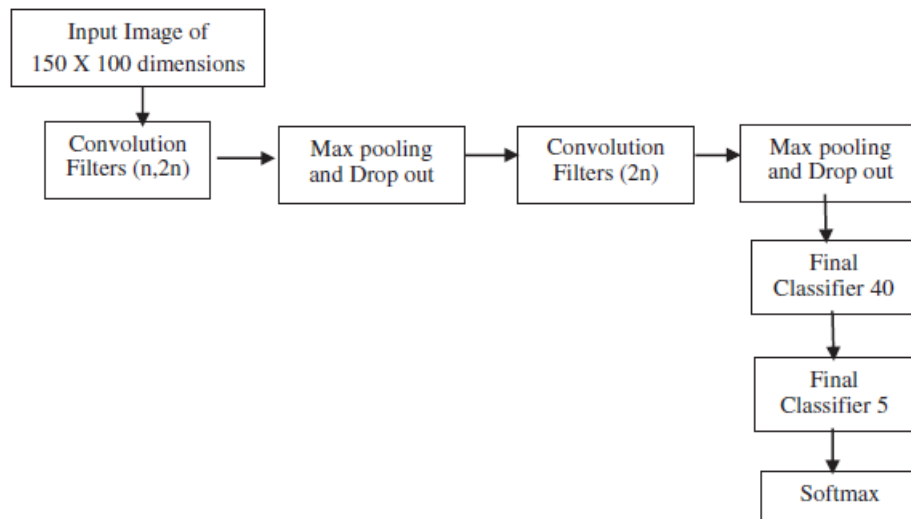 Input Image of
150 X 100 dimensions
Convolution
Filters (n,2n)
Max pooling
and Drop out
Convolution
Filters (2n)
Max pooling
and Drop out
Final
Classifier 40
Final
Classifier 5
Softmax